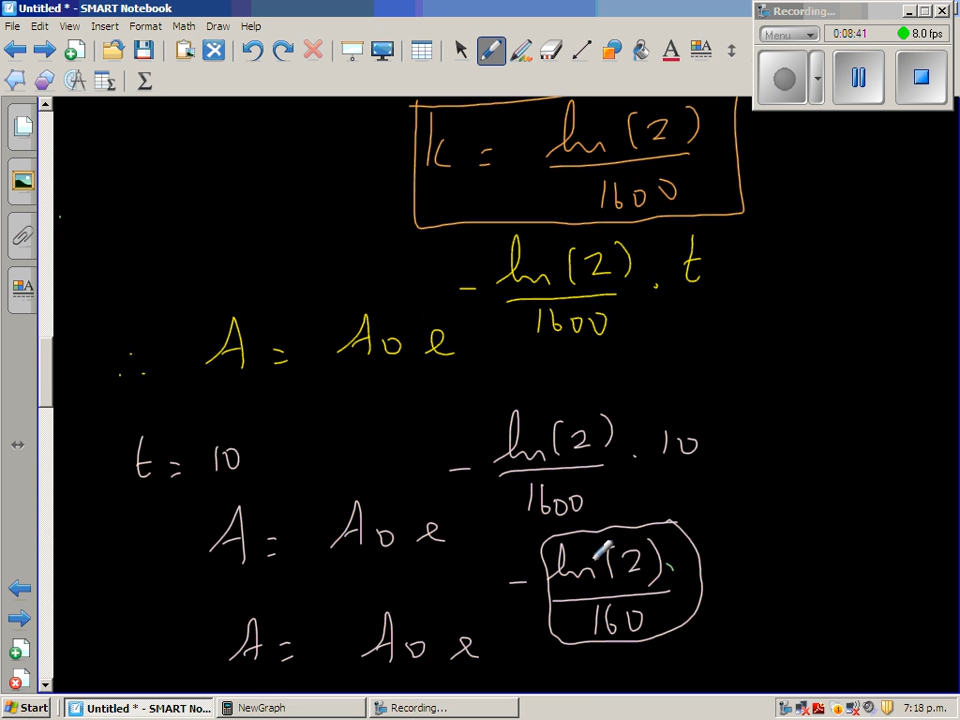 Untitled * - SMART Notebook
Recording...
File Edit View Insert Format Math Draw Help
Menu 0:08:41 8.0 fps
k = ln(2)/1600
∴ A = A0 e^(- ln(2)/1600 . t)
t = 10
A = A0 e^(- ln(2)/1600 . 10)
A = A0 e^(- ln(2)/160)
Start Untitled * - SMART No... NewGraph Recording... 7:18 p.m.